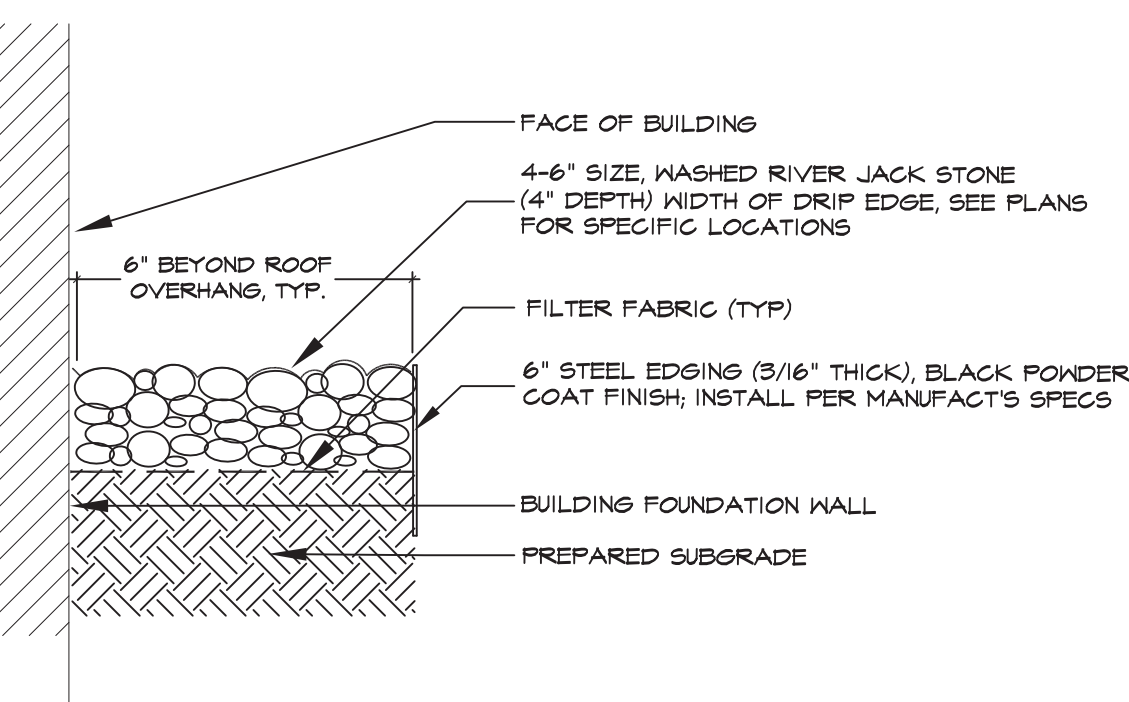 FACE OF BUILDING
4-6" SIZE, WASHED RIVER JACK STONE
(4" DEPTH) WIDTH OF DRIP EDGE, SEE PLANS
FOR SPECIFIC LOCATIONS
6" BEYOND ROOF
OVERHANG, TYP.
FILTER FABRIC (TYP)
6" STEEL EDGING (3/16" THICK), BLACK POWDER
COAT FINISH; INSTALL PER MANUFACT'S SPECS
BUILDING FOUNDATION WALL
PREPARED SUBGRADE